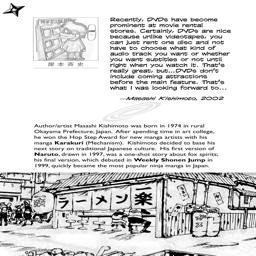 Recently, DVDs have become
prominent at movie rental
stores. Certainly, DVDs are nice
because unlike videotapes, you
can just rent one disc and not
have to choose what kind of
audio track you want or whether
you want subtitles or not until
right when you watch it. That's
really great, but...DVDs don't
include coming attractions
before the main feature. That's
what I was looking forward to...
岸本斉史
—Masashi Kishimoto, 2002
Author/artist Masashi Kishimoto was born in 1974 in rural
Okayama Prefecture, Japan. After spending time in art college,
he won the Hop Step Award for new manga artists with his
manga Karakuri (Mechanism). Kishimoto decided to base his
next story on traditional Japanese culture. His first version of
Naruto, drawn in 1997, was a one-shot story about fox spirits;
his final version, which debuted in Weekly Shonen Jump in
1999, quickly became the most popular ninja manga in Japan.
ラーメン楽